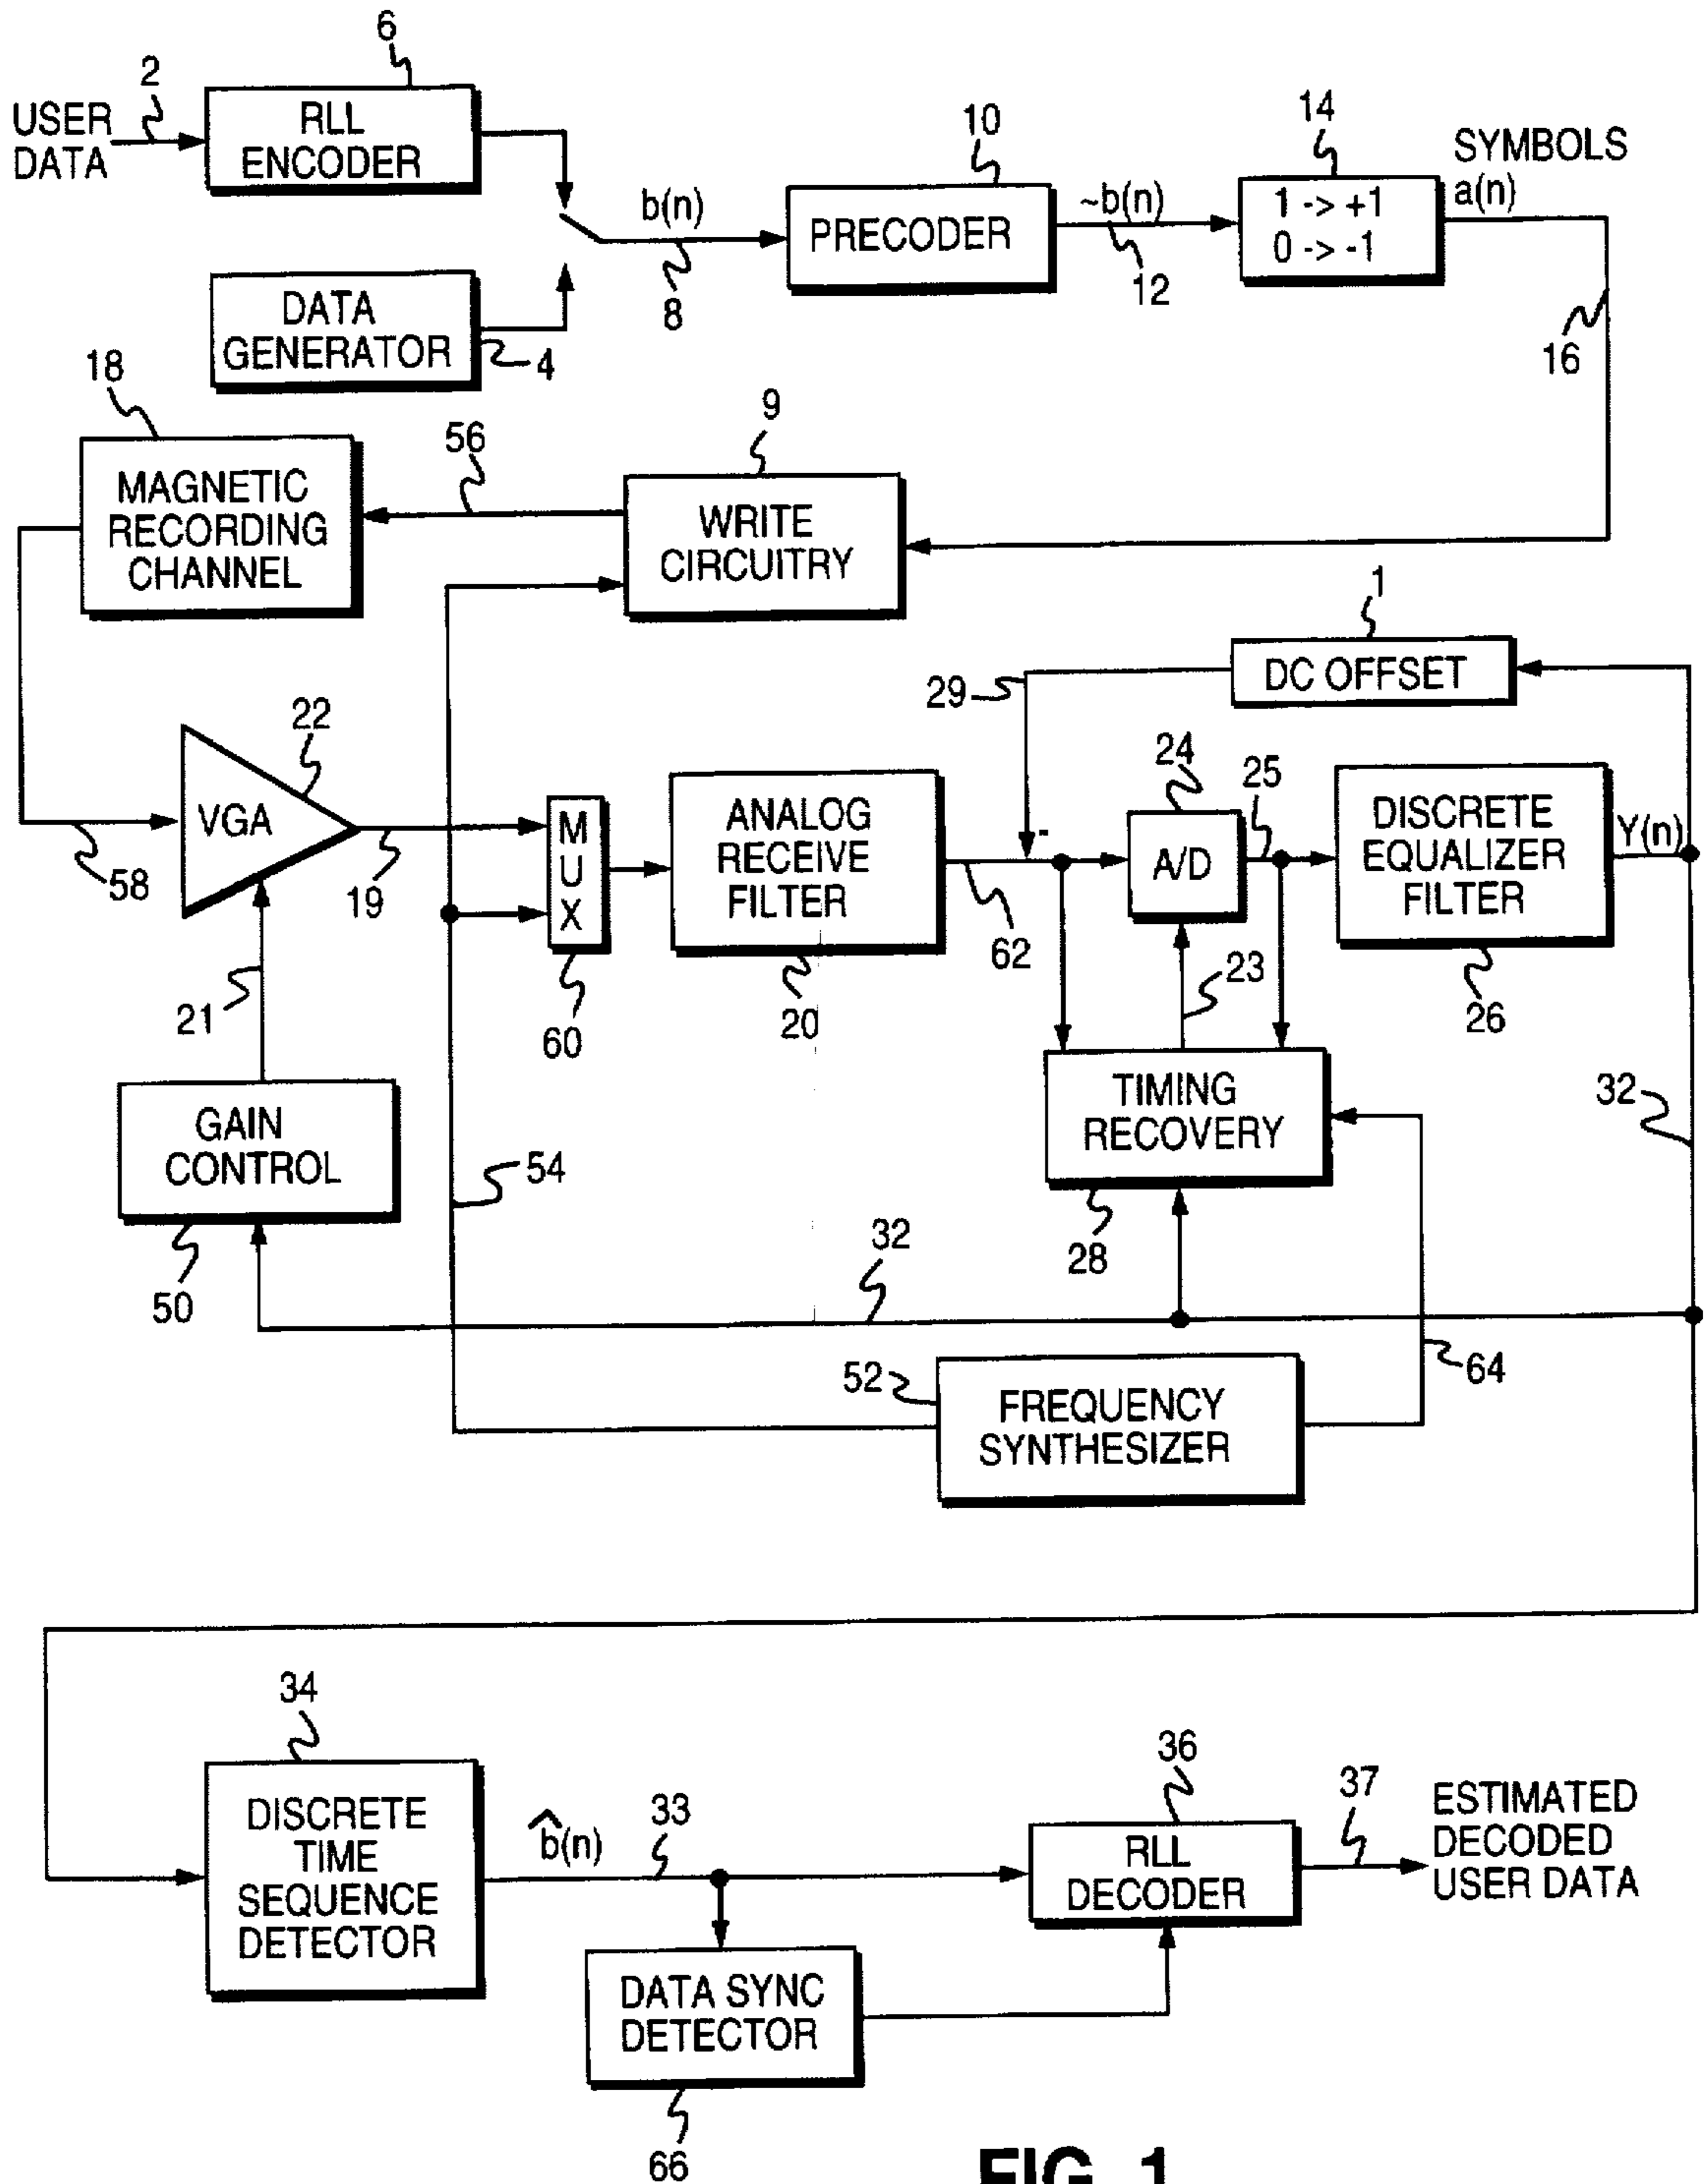 6
2
USER
DATA
RLL
ENCODER
10
14
SYMBOLS
a(n)
b(n)
PRECODER
~b(n)
1 -> +1
0 -> -1
8
12
16
DATA
GENERATOR
4
18
56
9
MAGNETIC
RECORDING
CHANNEL
WRITE
CIRCUITRY
1
DC OFFSET
29
22
24
25
VGA
MUX
ANALOG
RECEIVE
FILTER
-
A/D
DISCRETE
EQUALIZER
FILTER
Y(n)
58
19
62
21
60
20
23
26
GAIN
CONTROL
TIMING
RECOVERY
32
54
50
28
32
64
52
FREQUENCY
SYNTHESIZER
34
36
37
DISCRETE
TIME
SEQUENCE
DETECTOR
b̂(n)
33
RLL
DECODER
ESTIMATED
DECODED
USER DATA
DATA SYNC
DETECTOR
66
FIG. 1